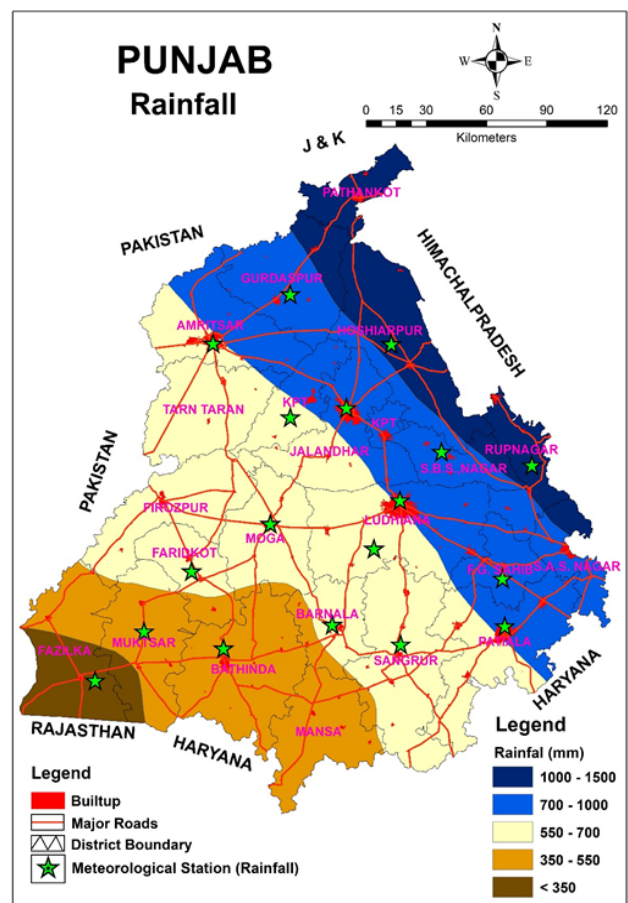 PUNJAB
Rainfall
N
W E
S
0 15 30 60 90 120
Kilometers
J & K
PATHANKOT
PAKISTAN
HIMACHALPRADESH
GURDASPUR
AMRITSAR
HOSHIARPUR
TARN TARAN
KPT
KPT
JALANDHAR
S.B.S.,NAGAR
RUPNAGAR
PAKISTAN
FIROZPUR
LUDHIANA
MOGA
FARIDKOT
F.G. SAHIB
S.A.S. NAGAR
BARNALA
MUKTSAR
PATIALA
FAZILKA
BATHINDA
SANGRUR
HARYANA
RAJASTHAN
HARYANA
MANSA
Legend
Builtup
Major Roads
District Boundary
Meteorological Station (Rainfall)
Legend
Rainfal (mm)
1000 - 1500
700 - 1000
550 - 700
350 - 550
< 350